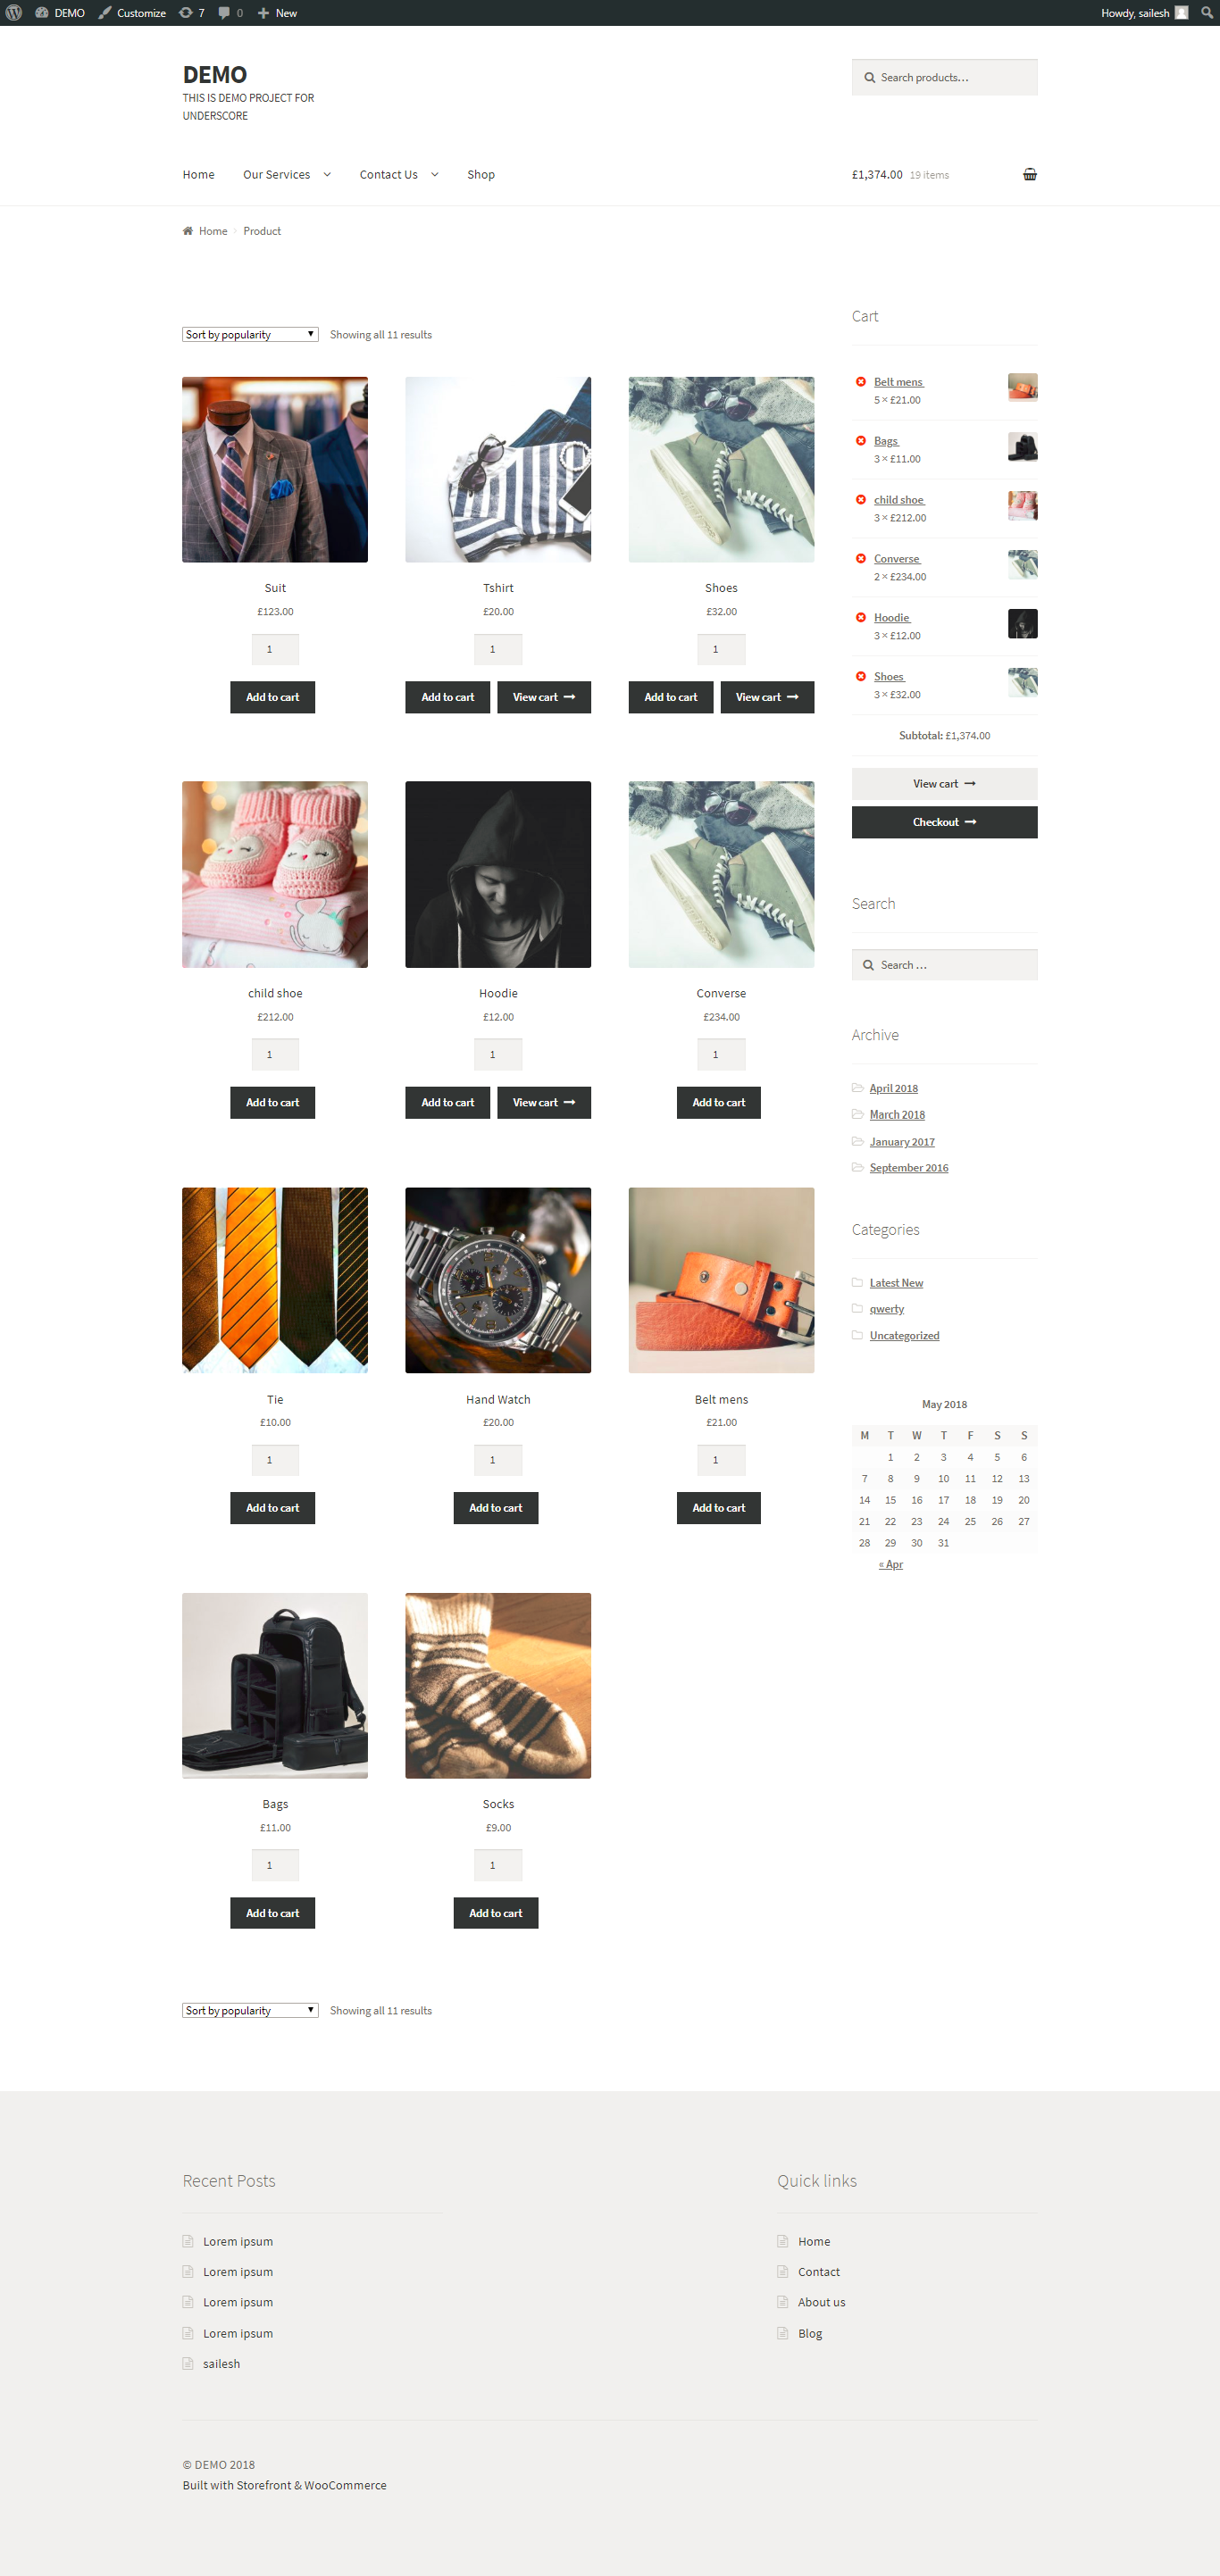 DEMO Customize 7 0 New Howdy, sailesh
DEMO
THIS IS DEMO PROJECT FOR
UNDERSCORE
Search products…
Home Our Services Contact Us Shop
£1,374.00 19 items
Home Product
Sort by popularity Showing all 11 results
Suit
£123.00
1
Add to cart
Tshirt
£20.00
1
Add to cart View cart
Shoes
£32.00
1
Add to cart View cart
child shoe
£212.00
1
Add to cart
Hoodie
£12.00
1
Add to cart View cart
Converse
£234.00
1
Add to cart
Tie
£10.00
1
Add to cart
Hand Watch
£20.00
1
Add to cart
Belt mens
£21.00
1
Add to cart
Bags
£11.00
1
Add to cart
Socks
£9.00
1
Add to cart
Sort by popularity Showing all 11 results
Cart
Belt mens
5 × £21.00
Bags
3 × £11.00
child shoe
3 × £212.00
Converse
2 × £234.00
Hoodie
3 × £12.00
Shoes
3 × £32.00
Subtotal: £1,374.00
View cart
Checkout
Search
Search …
Archive
April 2018
March 2018
January 2017
September 2016
Categories
Latest New
qwerty
Uncategorized
May 2018
M T W T F S S
1 2 3 4 5 6
7 8 9 10 11 12 13
14 15 16 17 18 19 20
21 22 23 24 25 26 27
28 29 30 31
« Apr
Recent Posts
Lorem ipsum
Lorem ipsum
Lorem ipsum
Lorem ipsum
sailesh
Quick links
Home
Contact
About us
Blog
© DEMO 2018
Built with Storefront & WooCommerce